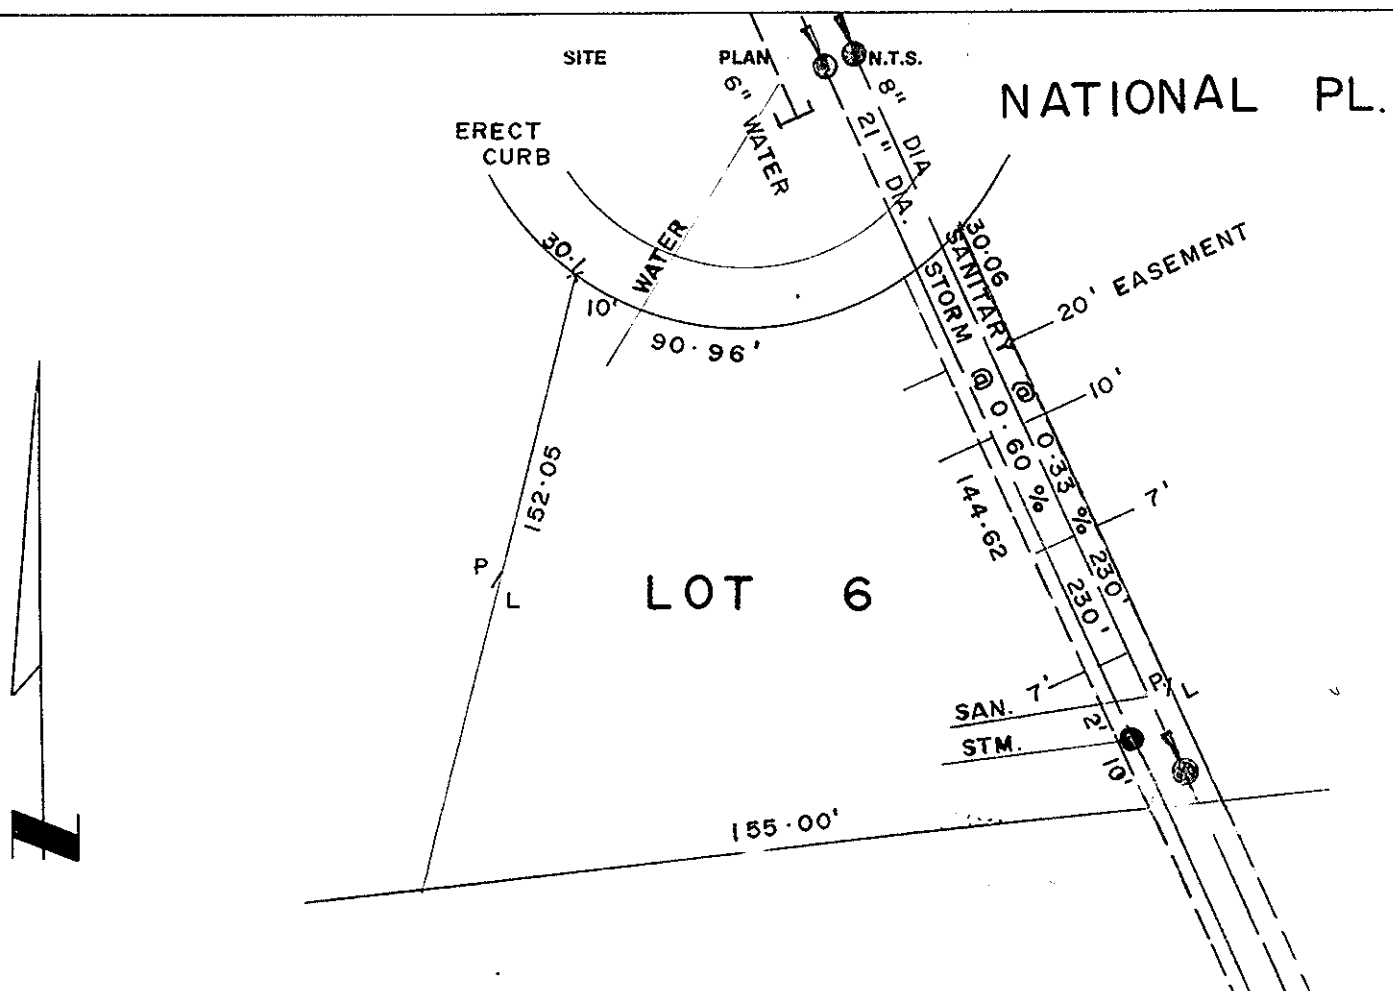 SITE PLAN N.T.S.
NATIONAL PL.
6" WATER
8" DIA
21" DIA.
ERECT
CURB
WATER
30.
10'
90.96'
30.06
SANITARY @ 0.33 % 230'
STORM @ 0.60 % 230'
20' EASEMENT
10'
7'
144.62
152.05
P
L
LOT 6
P L
7'
SAN.
2'
STM.
10'
155.00'